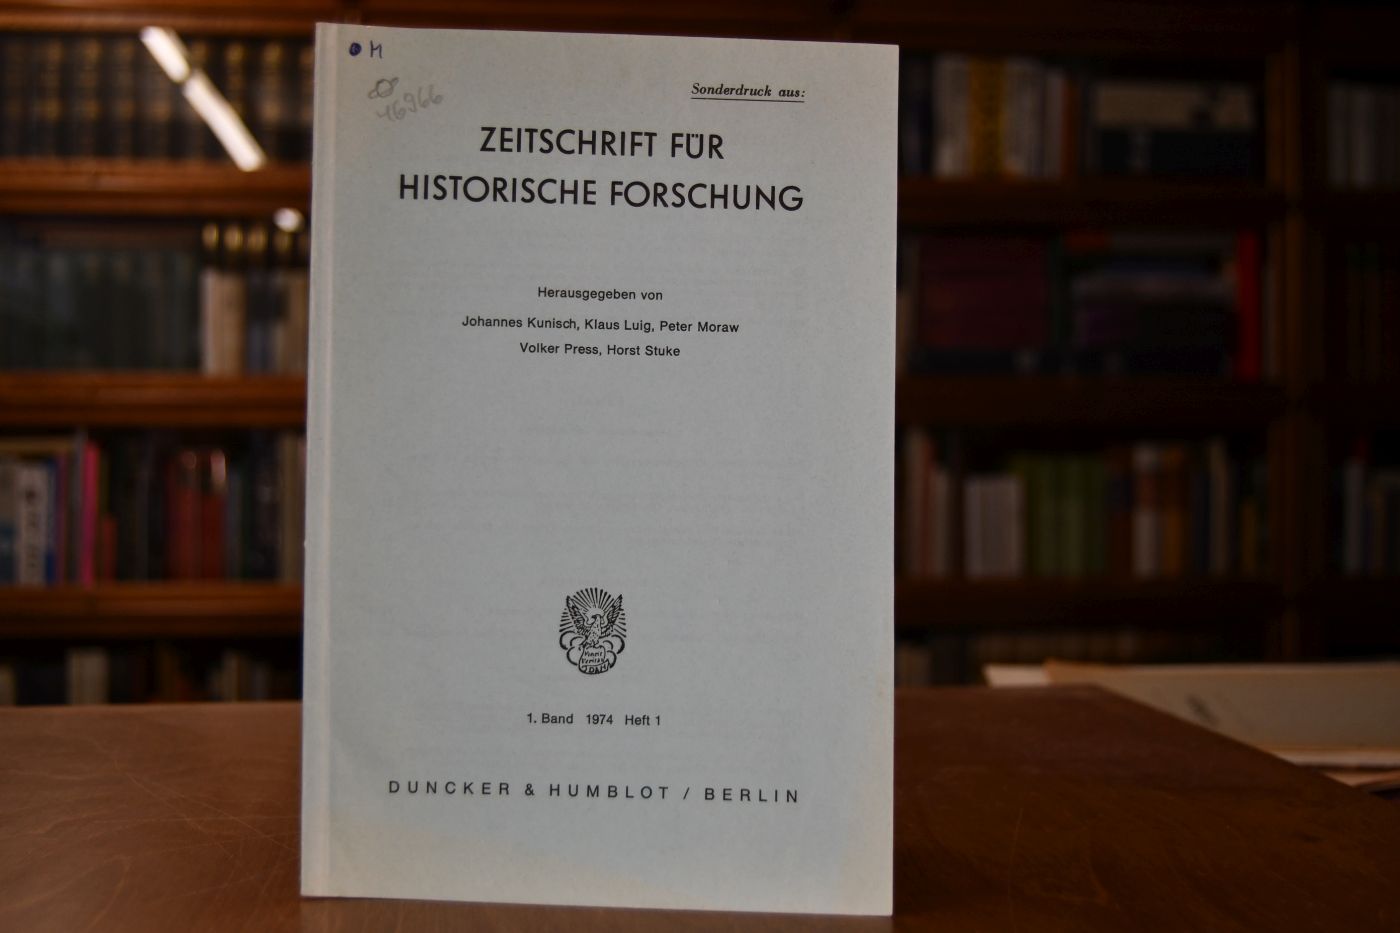 M
46966
Sonderdruck aus:
ZEITSCHRIFT FÜR
HISTORISCHE FORSCHUNG
Herausgegeben von
Johannes Kunisch, Klaus Luig, Peter Moraw
Volker Press, Horst Stuke
1. Band 1974 Heft 1
DUNCKER & HUMBLOT / BERLIN